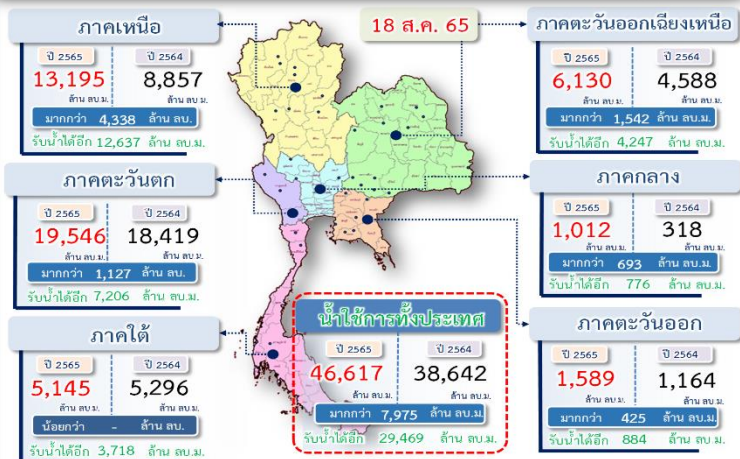 18 ส.ค. 65
ภาคเหนือ
ปี 2565 ปี 2564
13,195 8,857
ล้าน ลบ.ม. ล้าน ลบ.ม.
มากกว่า 4,338 ล้าน ลบ.
รับน้ำได้อีก 12,637 ล้าน ลบ.ม.
ภาคตะวันออกเฉียงเหนือ
ปี 2565 ปี 2564
6,130 4,588
ล้าน ลบ.ม. ล้าน ลบ.ม.
มากกว่า 1,542 ล้าน ลบ.ม.
รับน้ำได้อีก 4,247 ล้าน ลบ.ม.
ภาคตะวันตก
ปี 2565 ปี 2564
19,546 18,419
ล้าน ลบ.ม. ล้าน ลบ.ม.
มากกว่า 1,127 ล้าน ลบ.
รับน้ำได้อีก 7,206 ล้าน ลบ.ม.
ภาคกลาง
ปี 2565 ปี 2564
1,012 318
ล้าน ลบ.ม. ล้าน ลบ.ม.
มากกว่า 693 ล้าน ลบ.ม.
รับน้ำได้อีก 776 ล้าน ลบ.ม.
ภาคใต้
ปี 2565 ปี 2564
5,145 5,296
ล้าน ลบ.ม. ล้าน ลบ.ม.
น้อยกว่า - ล้าน ลบ.
รับน้ำได้อีก 3,718 ล้าน ลบ.ม.
น้ำใช้การทั้งประเทศ
ปี 2565 ปี 2564
46,617 38,642
ล้าน ลบ.ม. ล้าน ลบ.ม.
มากกว่า 7,975 ล้าน ลบ.ม.
รับน้ำได้อีก 29,469 ล้าน ลบ.ม.
ภาคตะวันออก
ปี 2565 ปี 2564
1,589 1,164
ล้าน ลบ.ม. ล้าน ลบ.ม.
มากกว่า 425 ล้าน ลบ.ม.
รับน้ำได้อีก 884 ล้าน ลบ.ม.